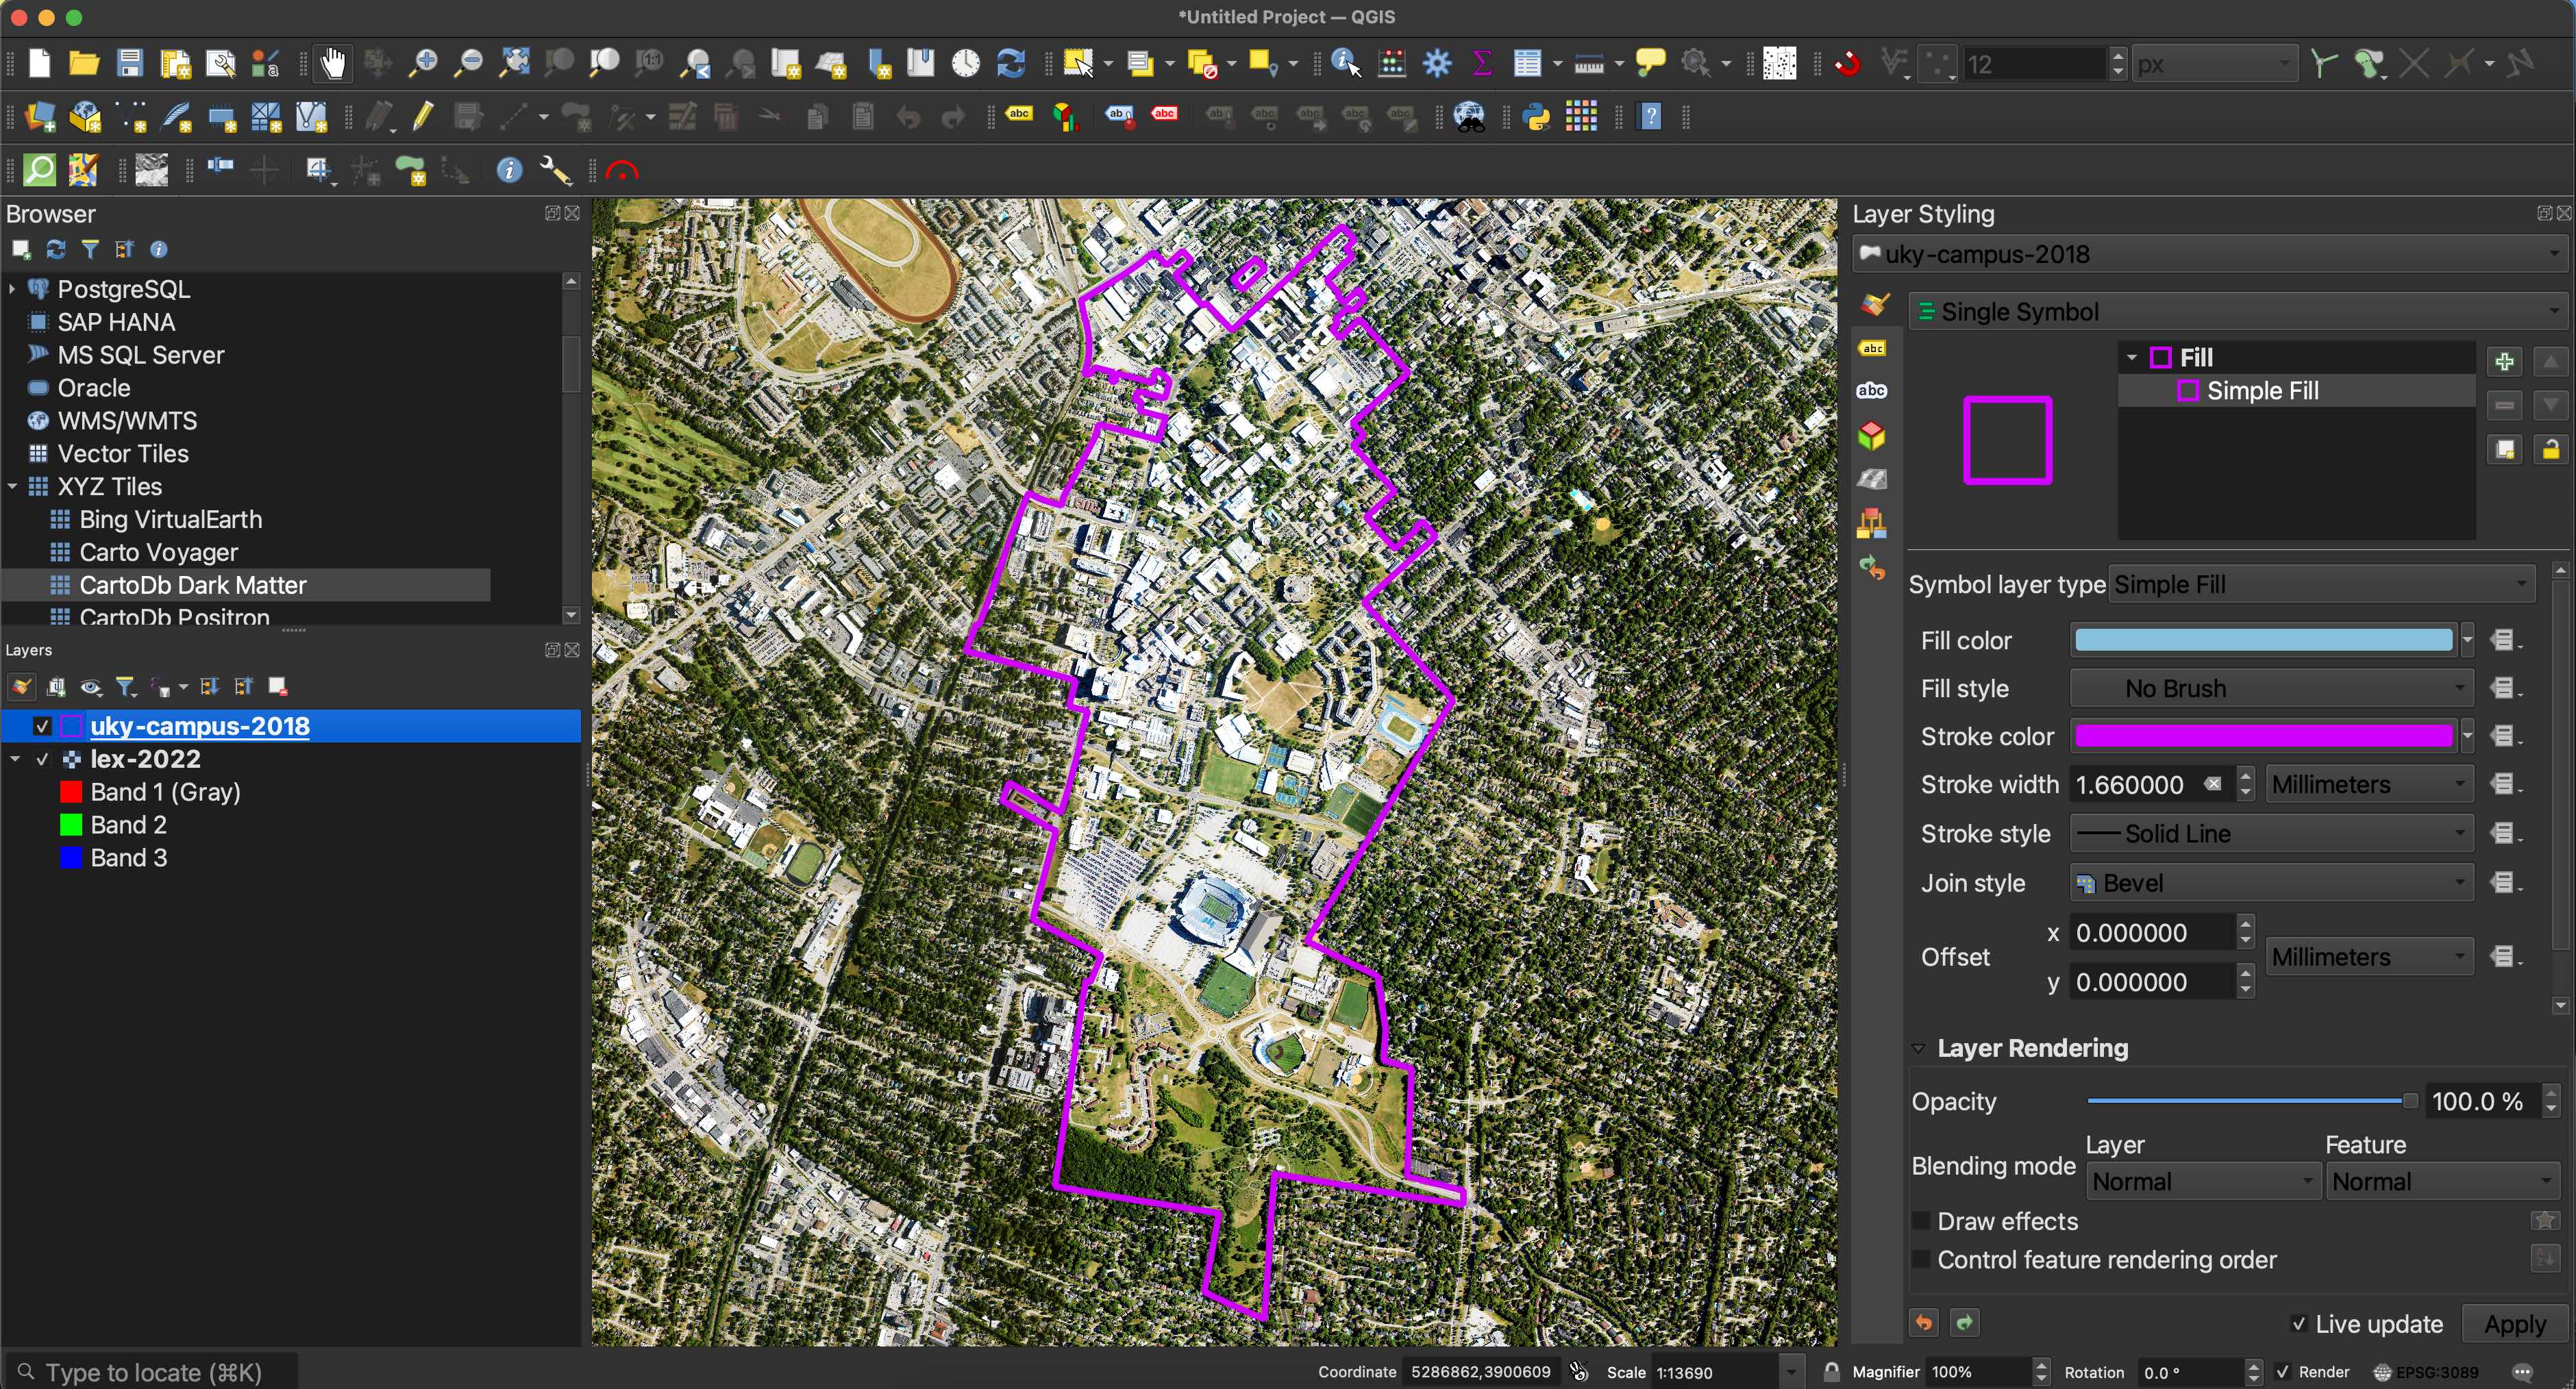 *Untitled Project — QGIS
12
px
abc
Browser
PostgreSQL
SAP HANA
MS SQL Server
Oracle
WMS/WMTS
Vector Tiles
XYZ Tiles
Bing VirtualEarth
Carto Voyager
CartoDb Dark Matter
CartoDb Positron
Layers
uky-campus-2018
lex-2022
Band 1 (Gray)
Band 2
Band 3
Layer Styling
uky-campus-2018
Single Symbol
abc
abc
Fill
Simple Fill
Symbol layer type Simple Fill
Fill color
Fill style No Brush
Stroke color
Stroke width 1.660000 Millimeters
Stroke style Solid Line
Join style Bevel
Offset x 0.000000 Millimeters
y 0.000000
Layer Rendering
Opacity 100.0 %
Layer Feature
Blending mode Normal Normal
Draw effects
Control feature rendering order
Live update Apply
Type to locate (⌘K) Coordinate 5286862,3900609 Scale 1:13690 Magnifier 100% Rotation 0.0 ° Render EPSG:3089